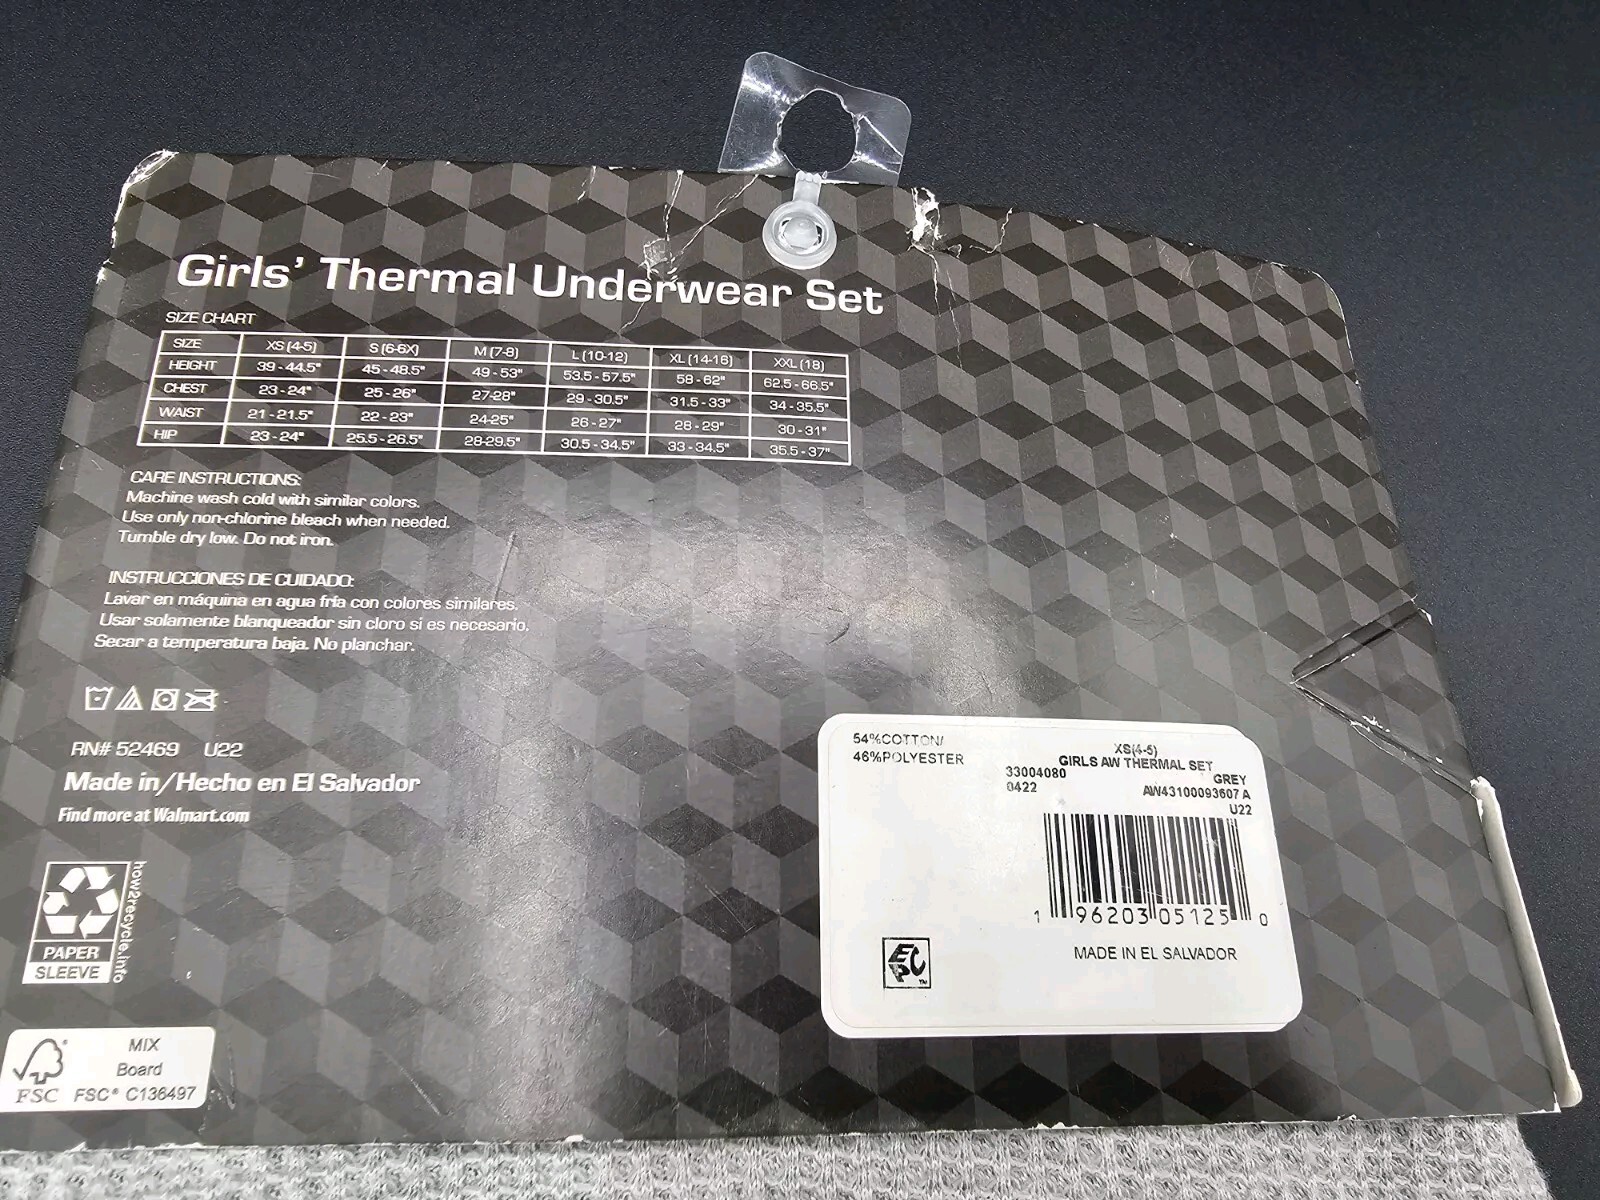 Girls' Thermal Underwear Set
SIZE CHART
SIZE XS (4-5) S (6-6X) M (7-8) L (10-12) XL (14-16) XXL (18)
HEIGHT 39 - 44.5" 45 - 48.5" 49 - 53" 53.5 - 57.5" 58 - 62" 62.5 - 66.5"
CHEST 23 - 24" 25 - 26" 27-28" 29 - 30.5" 31.5 - 33" 34 - 35.5"
WAIST 21 - 21.5" 22 - 23" 24-25" 26 - 27" 28 - 29" 30 - 31"
HIP 23 - 24" 25.5 - 26.5" 28-29.5" 30.5 - 34.5" 33 - 34.5" 35.5 - 37"
CARE INSTRUCTIONS:
Machine wash cold with similar colors.
Use only non-chlorine bleach when needed.
Tumble dry low. Do not iron.
INSTRUCCIONES DE CUIDADO:
Lavar en máquina en agua fría con colores similares.
Usar solamente blanqueador sin cloro si es necesario.
Secar a temperatura baja. No planchar.
RN# 52469 U22
Made in/Hecho en El Salvador
Find more at Walmart.com
how2recycle.info
PAPER
SLEEVE
MIX
Board
FSC FSC® C136497
54%COTTON/
46%POLYESTER
XS(4-5)
GIRLS AW THERMAL SET
33004080 GREY
0422 AW43100093607 A
U22
1 96203 05125 0
MADE IN EL SALVADOR
EPC™